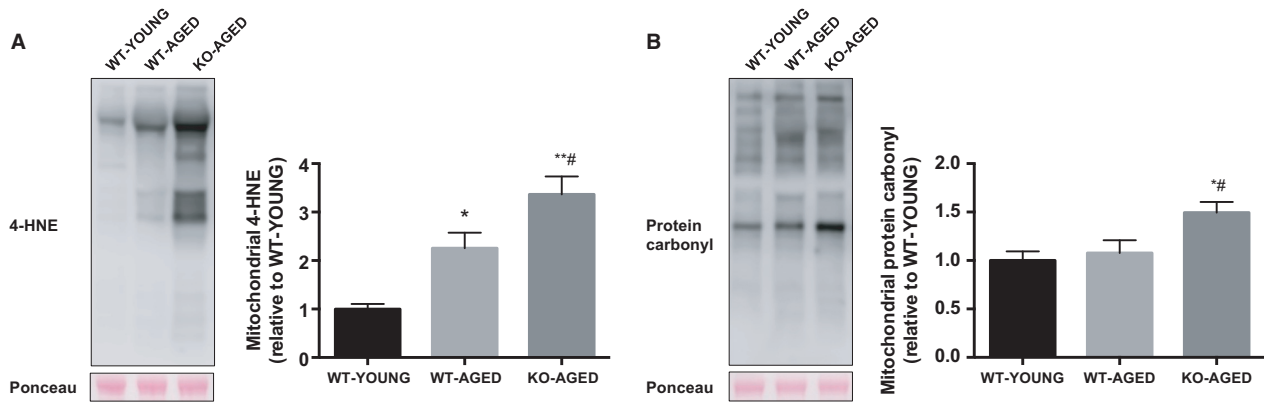 A
WT-YOUNG
WT-AGED
KO-AGED
4-HNE
Ponceau
Mitochondrial 4-HNE
(relative to WT-YOUNG)
4
3
2
1
0
*
**#
WT-YOUNG WT-AGED KO-AGED
B
WT-YOUNG
WT-AGED
KO-AGED
Protein
carbonyl
Ponceau
Mitochondrial protein carbonyl
(relative to WT-YOUNG)
2.0
1.5
1.0
0.5
0.0
*#
WT-YOUNG WT-AGED KO-AGED